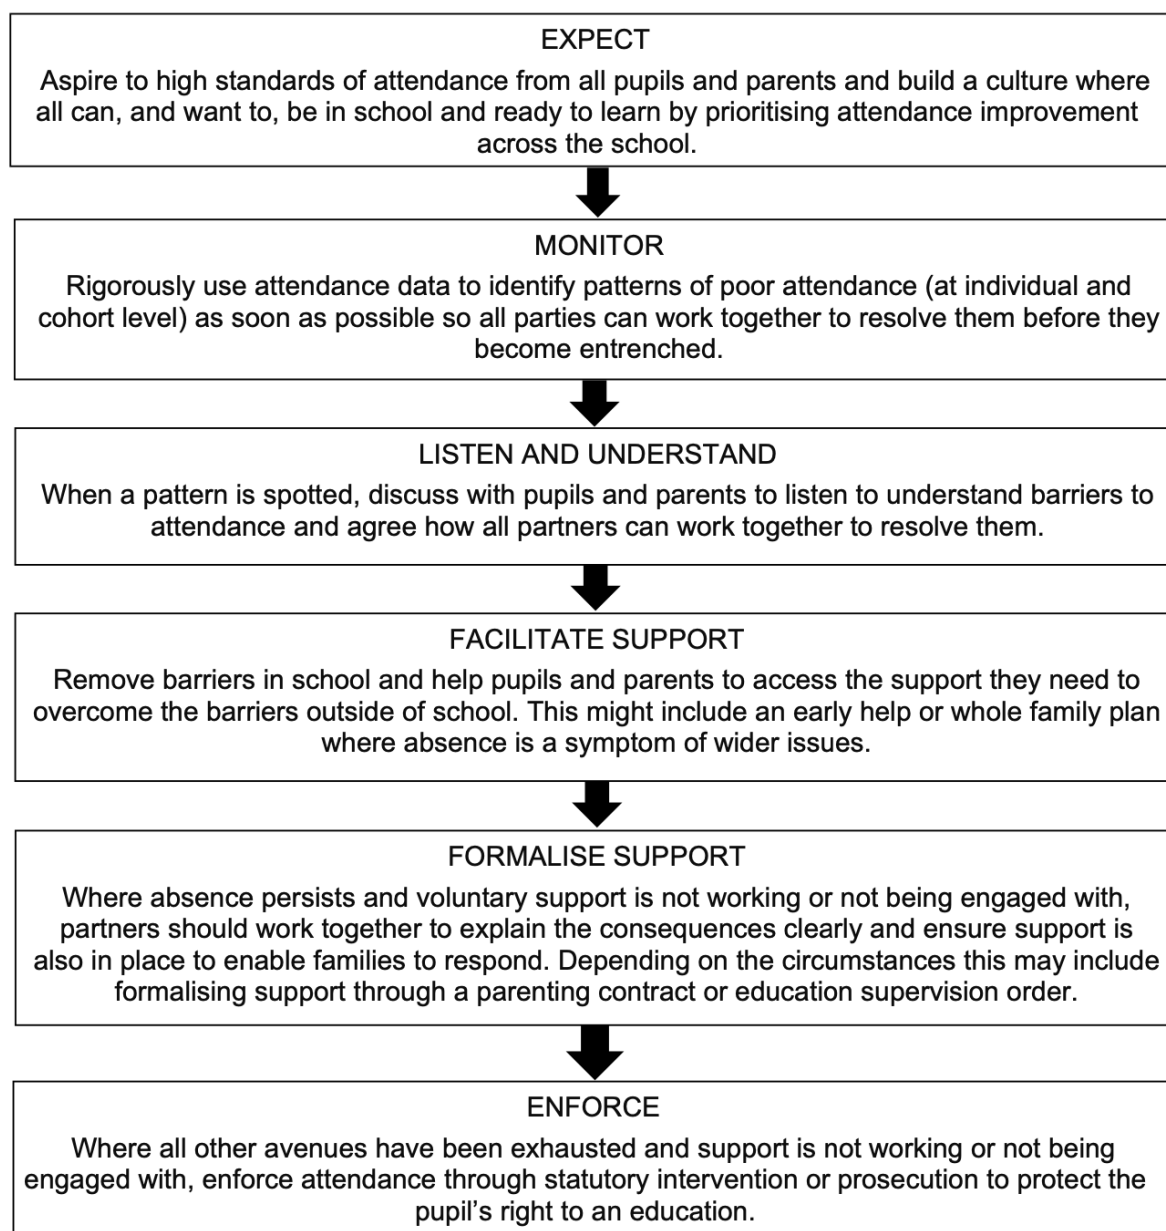 EXPECT
Aspire to high standards of attendance from all pupils and parents and build a culture where
all can, and want to, be in school and ready to learn by prioritising attendance improvement
across the school.
MONITOR
Rigorously use attendance data to identify patterns of poor attendance (at individual and
cohort level) as soon as possible so all parties can work together to resolve them before they
become entrenched.
LISTEN AND UNDERSTAND
When a pattern is spotted, discuss with pupils and parents to listen to understand barriers to
attendance and agree how all partners can work together to resolve them.
FACILITATE SUPPORT
Remove barriers in school and help pupils and parents to access the support they need to
overcome the barriers outside of school. This might include an early help or whole family plan
where absence is a symptom of wider issues.
FORMALISE SUPPORT
Where absence persists and voluntary support is not working or not being engaged with,
partners should work together to explain the consequences clearly and ensure support is
also in place to enable families to respond. Depending on the circumstances this may include
formalising support through a parenting contract or education supervision order.
ENFORCE
Where all other avenues have been exhausted and support is not working or not being
engaged with, enforce attendance through statutory intervention or prosecution to protect the
pupil’s right to an education.